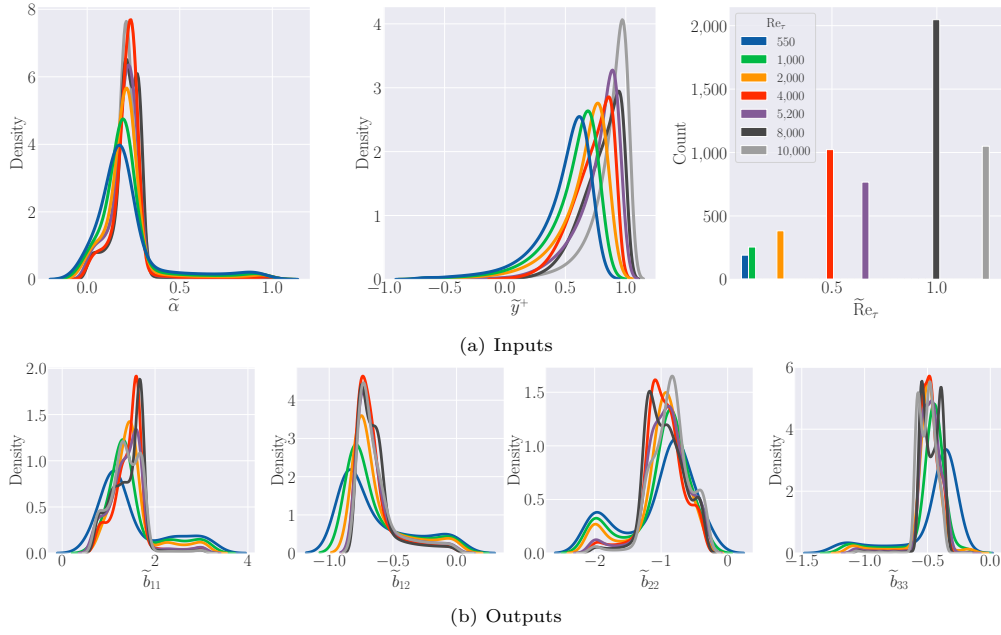 Density
8
6
4
2
0
0.0 0.5 1.0
α̃
Density
4
3
2
1
0
−1.0 0.0 0.5 1.0
ỹ⁺
Count
2,000
1,500
1,000
500
0
0.5 1.0
R̃e_τ
Re_τ
550
1,000
2,000
4,000
5,200
8,000
10,000
(a) Inputs
Density
2.0
1.5
1.0
0.5
0.0
0 2 4
b̃₁₁
Density
4
3
2
1
0
−1.0 −0.5 0.0
b̃₁₂
Density
1.5
1.0
0.5
0.0
−2 −1 0
b̃₂₂
Density
6
4
2
0
−1.5 −1.0 −0.5 0.0
b̃₃₃
(b) Outputs